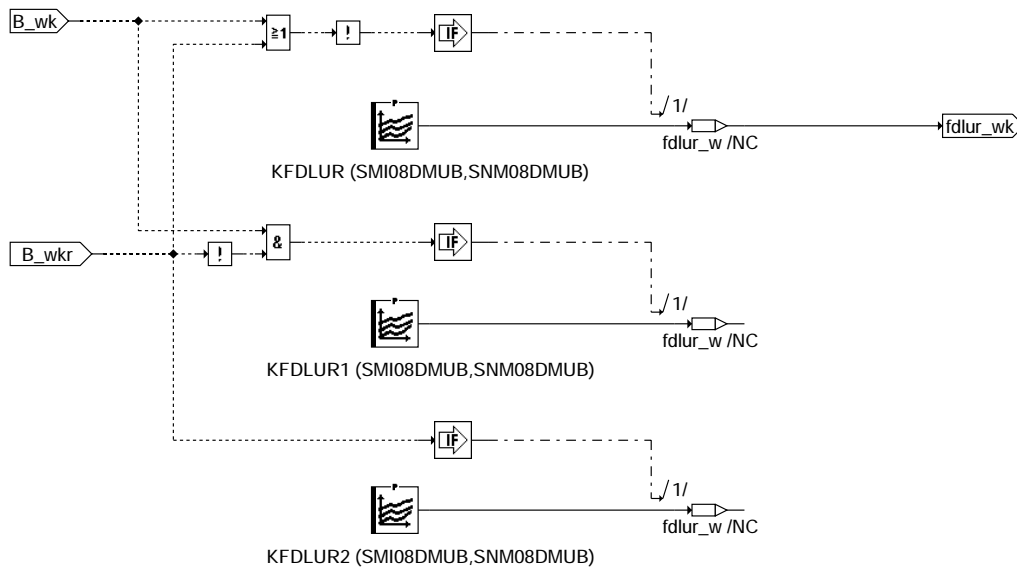 B_wk
≧1
!
IF
/1/
P
fdlur_w /NC
fdlur_wk
KFDLUR (SMI08DMUB,SNM08DMUB)
&
IF
B_wkr
!
/1/
P
fdlur_w /NC
KFDLUR1 (SMI08DMUB,SNM08DMUB)
IF
/1/
P
fdlur_w /NC
KFDLUR2 (SMI08DMUB,SNM08DMUB)